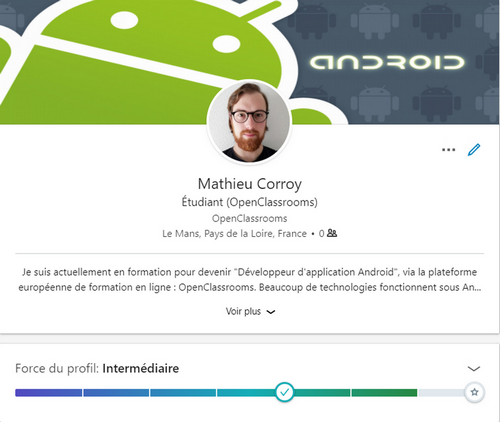 ANDROID
Mathieu Corroy
Étudiant (OpenClassrooms)
OpenClassrooms
Le Mans, Pays de la Loire, France • 0
Je suis actuellement en formation pour devenir "Développeur d'application Android", via la plateforme
européenne de formation en ligne : OpenClassrooms. Beaucoup de technologies fonctionnent sous An...
Voir plus
Force du profil: Intermédiaire